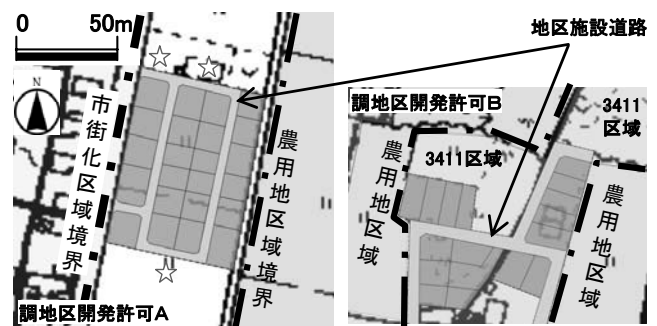 0 50m
地区施設道路
N
市街化区域境界
農用地区域境界
調地区開発許可A
調地区開発許可B
3411
区域
3411区域
農用地区域
農用地区域